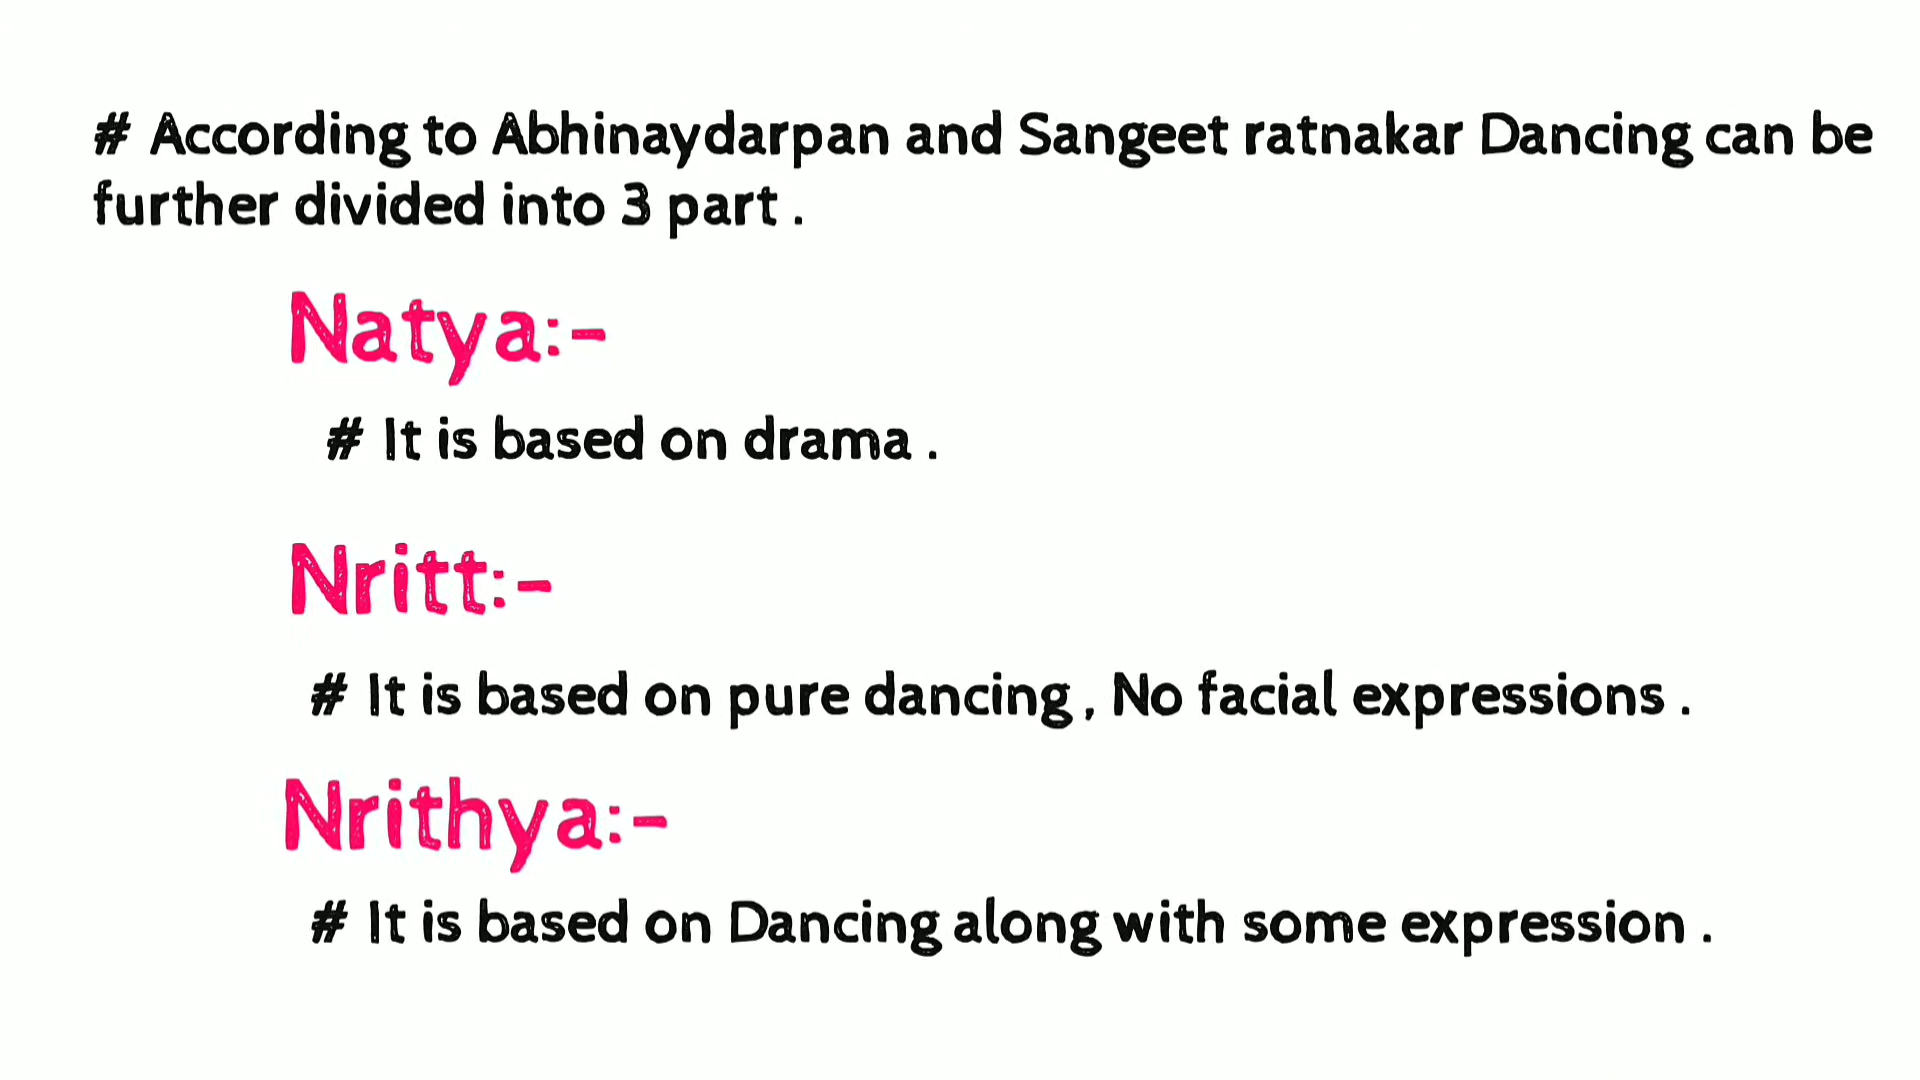 # According to Abhinaydarpan and Sangeet ratnakar Dancing can be
further divided into 3 part .
Natya:-
# It is based on drama .
Nritt:-
# It is based on pure dancing , No facial expressions .
Nrithya:-
# It is based on Dancing along with some expression .